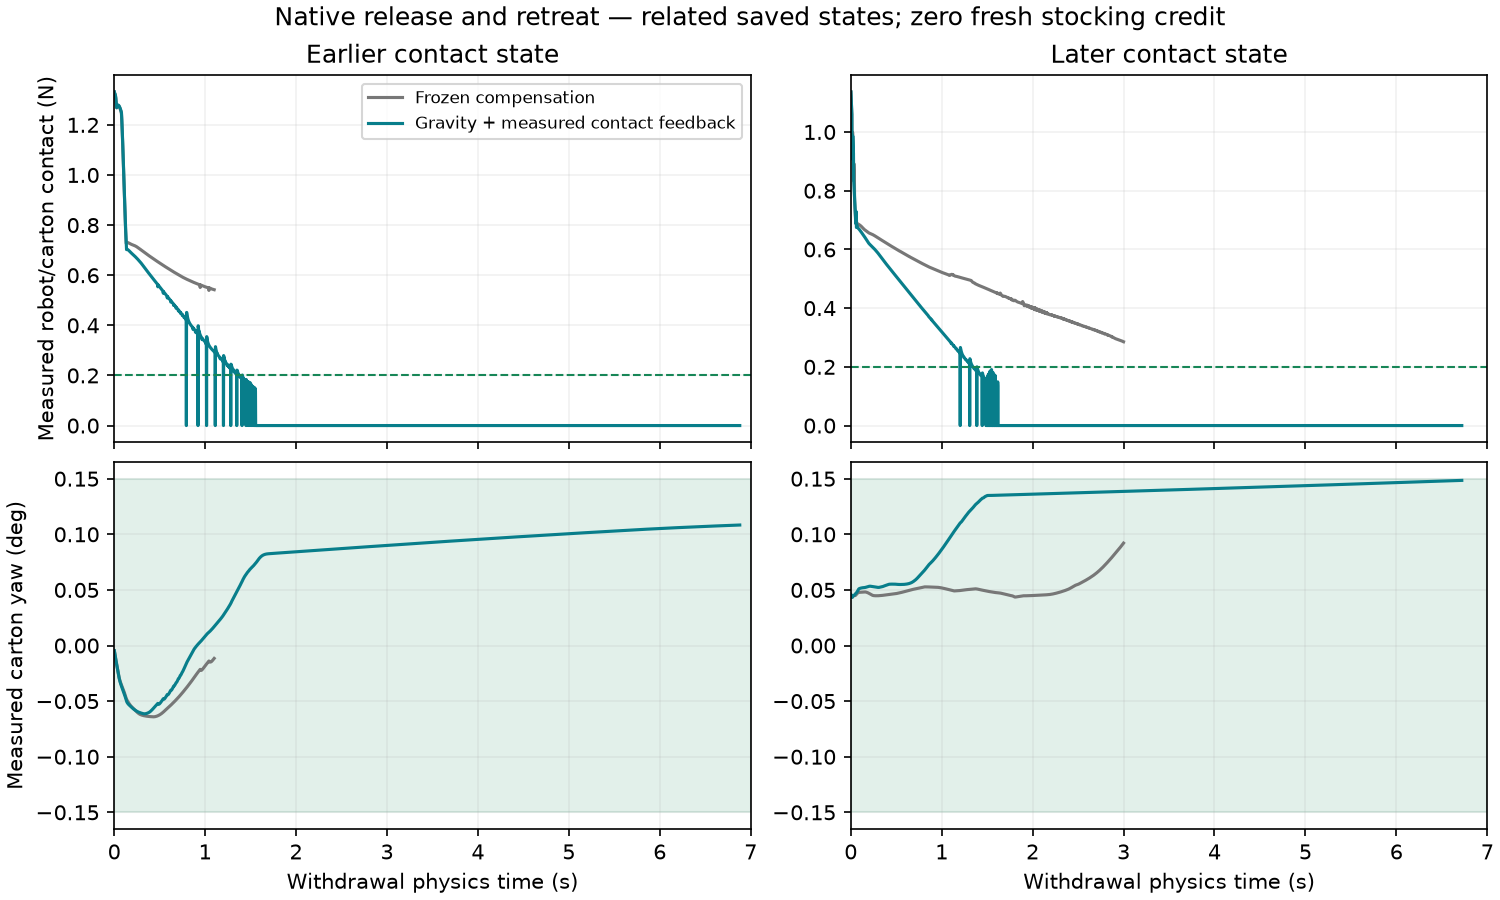 Native release and retreat — related saved states; zero fresh stocking credit
Earlier contact state
Later contact state
Measured robot/carton contact (N)
1.2
1.0
0.8
0.6
0.4
0.2
0.0
Frozen compensation
Gravity + measured contact feedback
1.0
0.8
0.6
0.4
0.2
0.0
Measured carton yaw (deg)
0.15
0.10
0.05
0.00
−0.05
−0.10
−0.15
0 1 2 3 4 5 6 7
Withdrawal physics time (s)
0.15
0.10
0.05
0.00
−0.05
−0.10
−0.15
0 1 2 3 4 5 6 7
Withdrawal physics time (s)